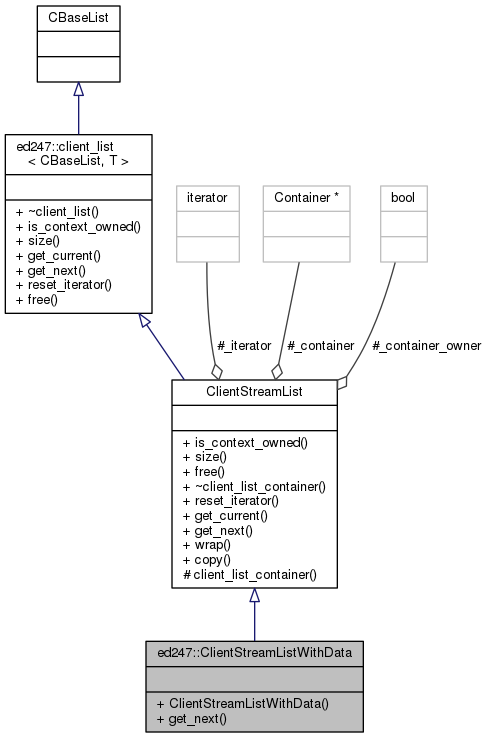 CBaseList
ed247::client_list
< CBaseList, T >
+ ~client_list()
+ is_context_owned()
+ size()
+ get_current()
+ get_next()
+ reset_iterator()
+ free()
iterator
Container *
bool
#_iterator
#_container
#_container_owner
ClientStreamList
+ is_context_owned()
+ size()
+ free()
+ ~client_list_container()
+ reset_iterator()
+ get_current()
+ get_next()
+ wrap()
+ copy()
# client_list_container()
ed247::ClientStreamListWithData
+ ClientStreamListWithData()
+ get_next()